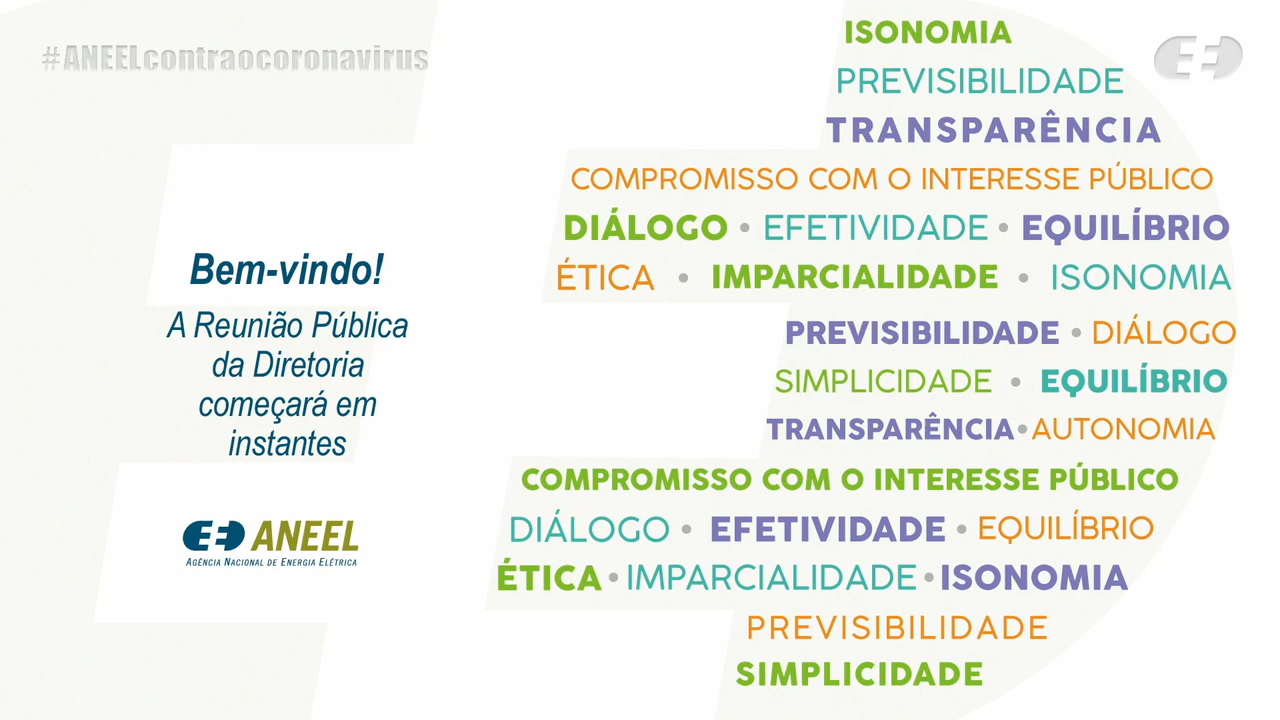 #ANEELcontraocoronavirus
Bem-vindo!
A Reunião Pública
da Diretoria
começará em
instantes
ANEEL
AGÊNCIA NACIONAL DE ENERGIA ELÉTRICA
ISONOMIA
PREVISIBILIDADE
TRANSPARÊNCIA
COMPROMISSO COM O INTERESSE PÚBLICO
DIÁLOGO • EFETIVIDADE • EQUILÍBRIO
ÉTICA • IMPARCIALIDADE • ISONOMIA
PREVISIBILIDADE • DIÁLOGO
SIMPLICIDADE • EQUILÍBRIO
TRANSPARÊNCIA • AUTONOMIA
COMPROMISSO COM O INTERESSE PÚBLICO
DIÁLOGO • EFETIVIDADE • EQUILÍBRIO
ÉTICA • IMPARCIALIDADE • ISONOMIA
PREVISIBILIDADE
SIMPLICIDADE